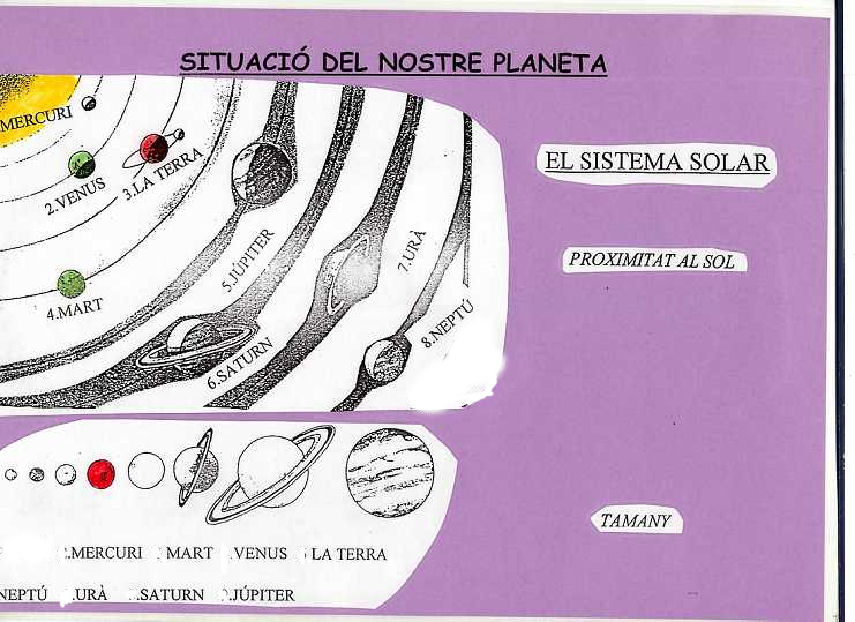 SITUACIÓ DEL NOSTRE PLANETA
EL SISTEMA SOLAR
PROXIMITAT AL SOL
MERCURI
2.VENUS
3.LA TERRA
4.MART
5.JÚPITER
6.SATURN
7.URÀ
8.NEPTÚ
TAMANY
.MERCURI MART .VENUS LA TERRA
NEPTÚ .URÀ .SATURN .JÚPITER